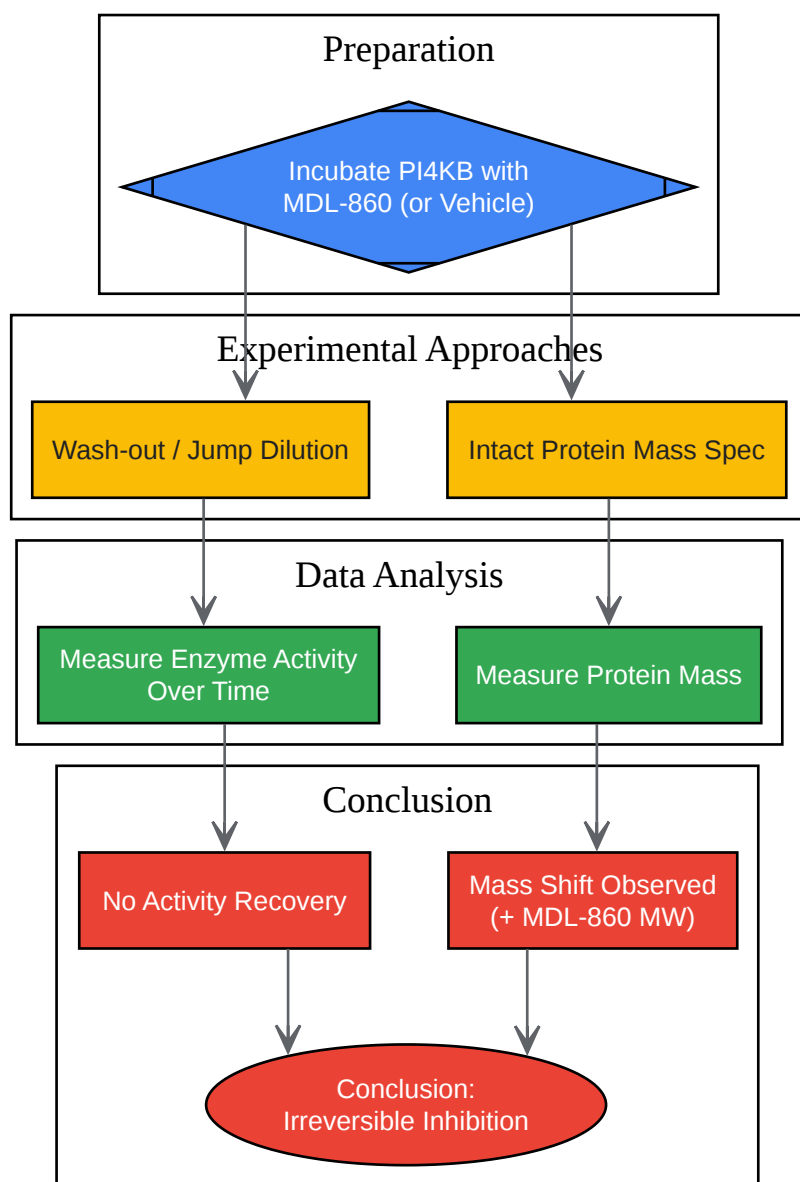 Preparation
Incubate PI4KB with
MDL-860 (or Vehicle)
Experimental Approaches
Wash-out / Jump Dilution
Intact Protein Mass Spec
Data Analysis
Measure Enzyme Activity
Over Time
Measure Protein Mass
Conclusion
No Activity Recovery
Mass Shift Observed
(+ MDL-860 MW)
Conclusion:
Irreversible Inhibition